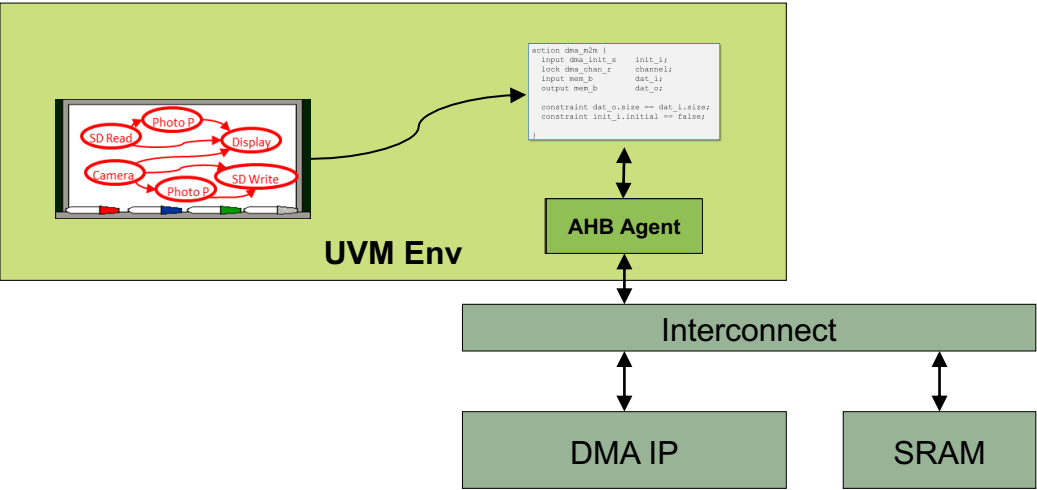 action dma_m2m {
input dma_init_s init_i;
lock dma_chan_r channel;
input mem_b dat_i;
output mem_b dat_o;
constraint dat_o.size == dat_i.size;
constraint init_i.initial == false;
}
Photo P
SD Read
Display
Camera
SD Write
Photo P
AHB Agent
UVM Env
Interconnect
DMA IP
SRAM